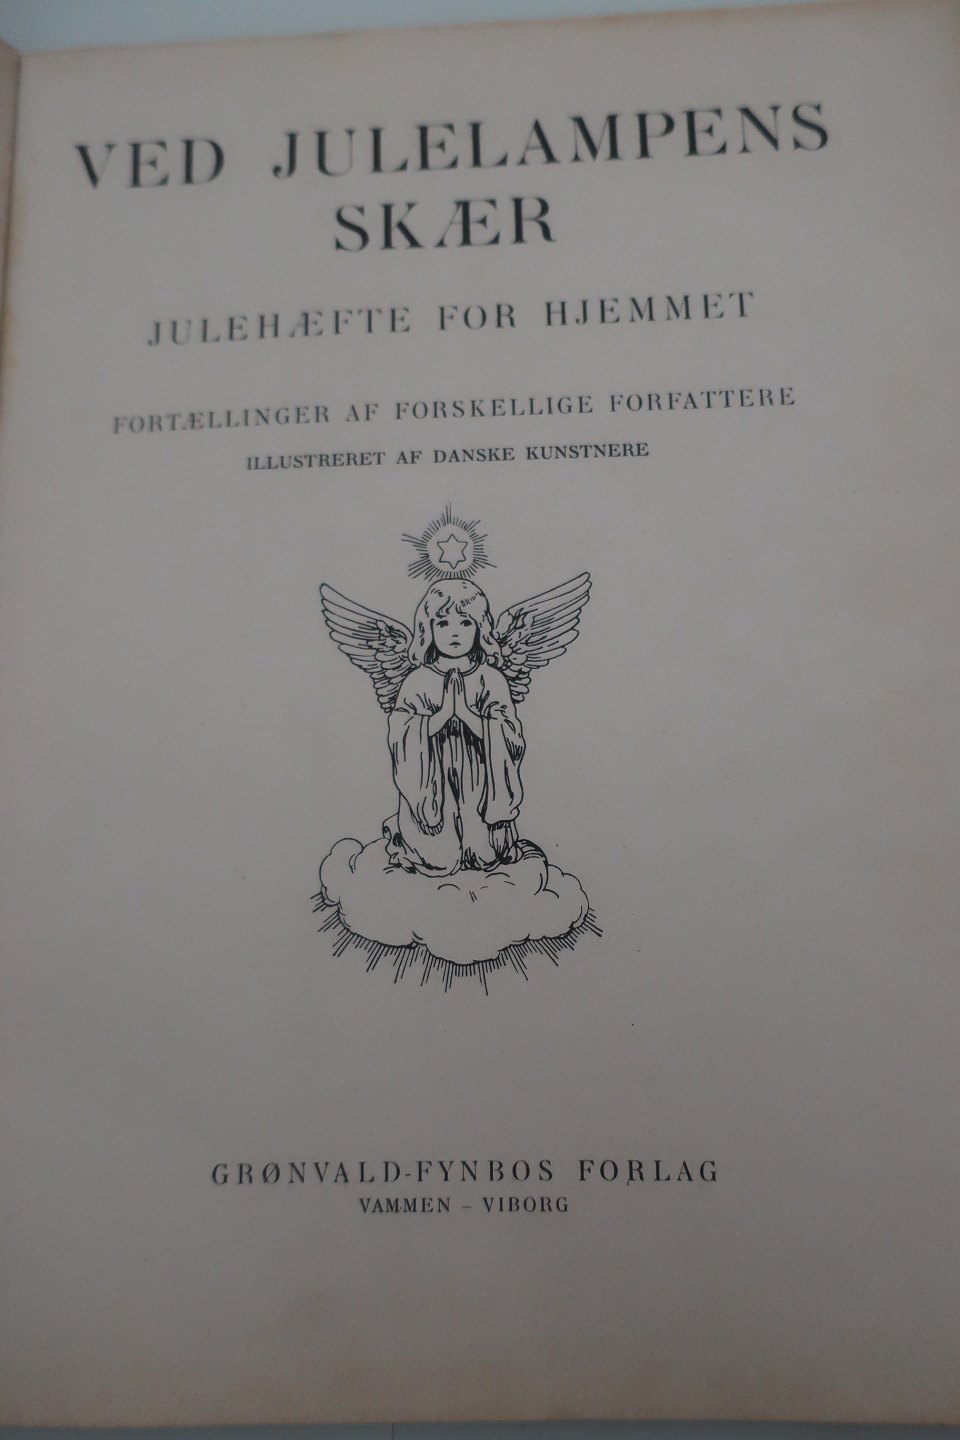 VED JULELAMPENS
SKÆR
JULEHÆFTE FOR HJEMMET
FORTÆLLINGER AF FORSKELLIGE FORFATTERE
ILLUSTRERET AF DANSKE KUNSTNERE
GRØNVALD-FYNBOS FORLAG
VAMMEN – VIBORG